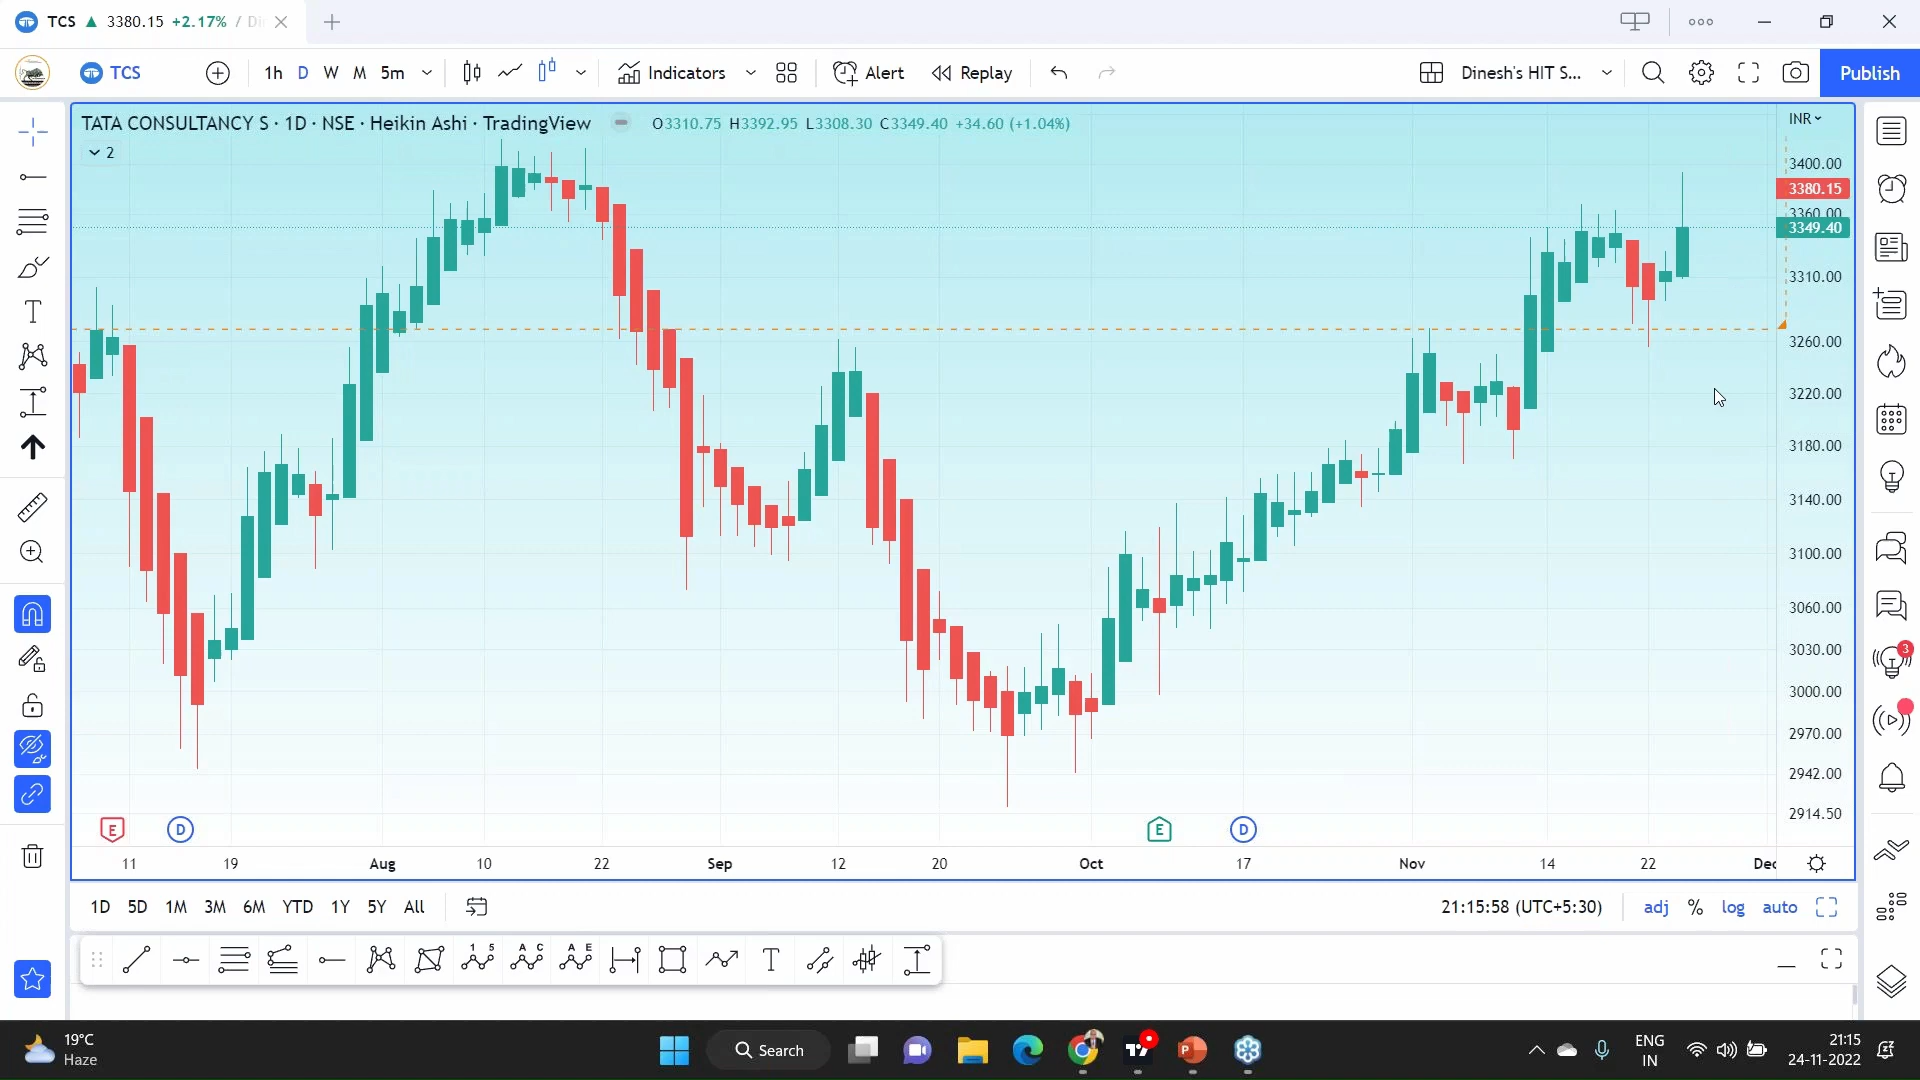 TCS ▲ 3380.15 +2.17% / Di
TCS 1h D W M 5m Indicators Alert Replay Dinesh's HIT S... Publish
TATA CONSULTANCY S · 1D · NSE · Heikin Ashi · TradingView O3310.75 H3392.95 L3308.30 C3349.40 +34.60 (+1.04%)
INR
2
3400.00
3380.15
3360.00
3349.40
3310.00
3260.00
3220.00
3180.00
3140.00
3100.00
3060.00
3030.00
3
3000.00
2970.00
2942.00
2914.50
E D E D
11 19 Aug 10 22 Sep 12 20 Oct 17 Nov 14 22 Dec
1D 5D 1M 3M 6M YTD 1Y 5Y All 21:15:58 (UTC+5:30) adj % log auto
1 5 A C A E T
19°C
Haze
Search
ENG
IN
21:15
24-11-2022